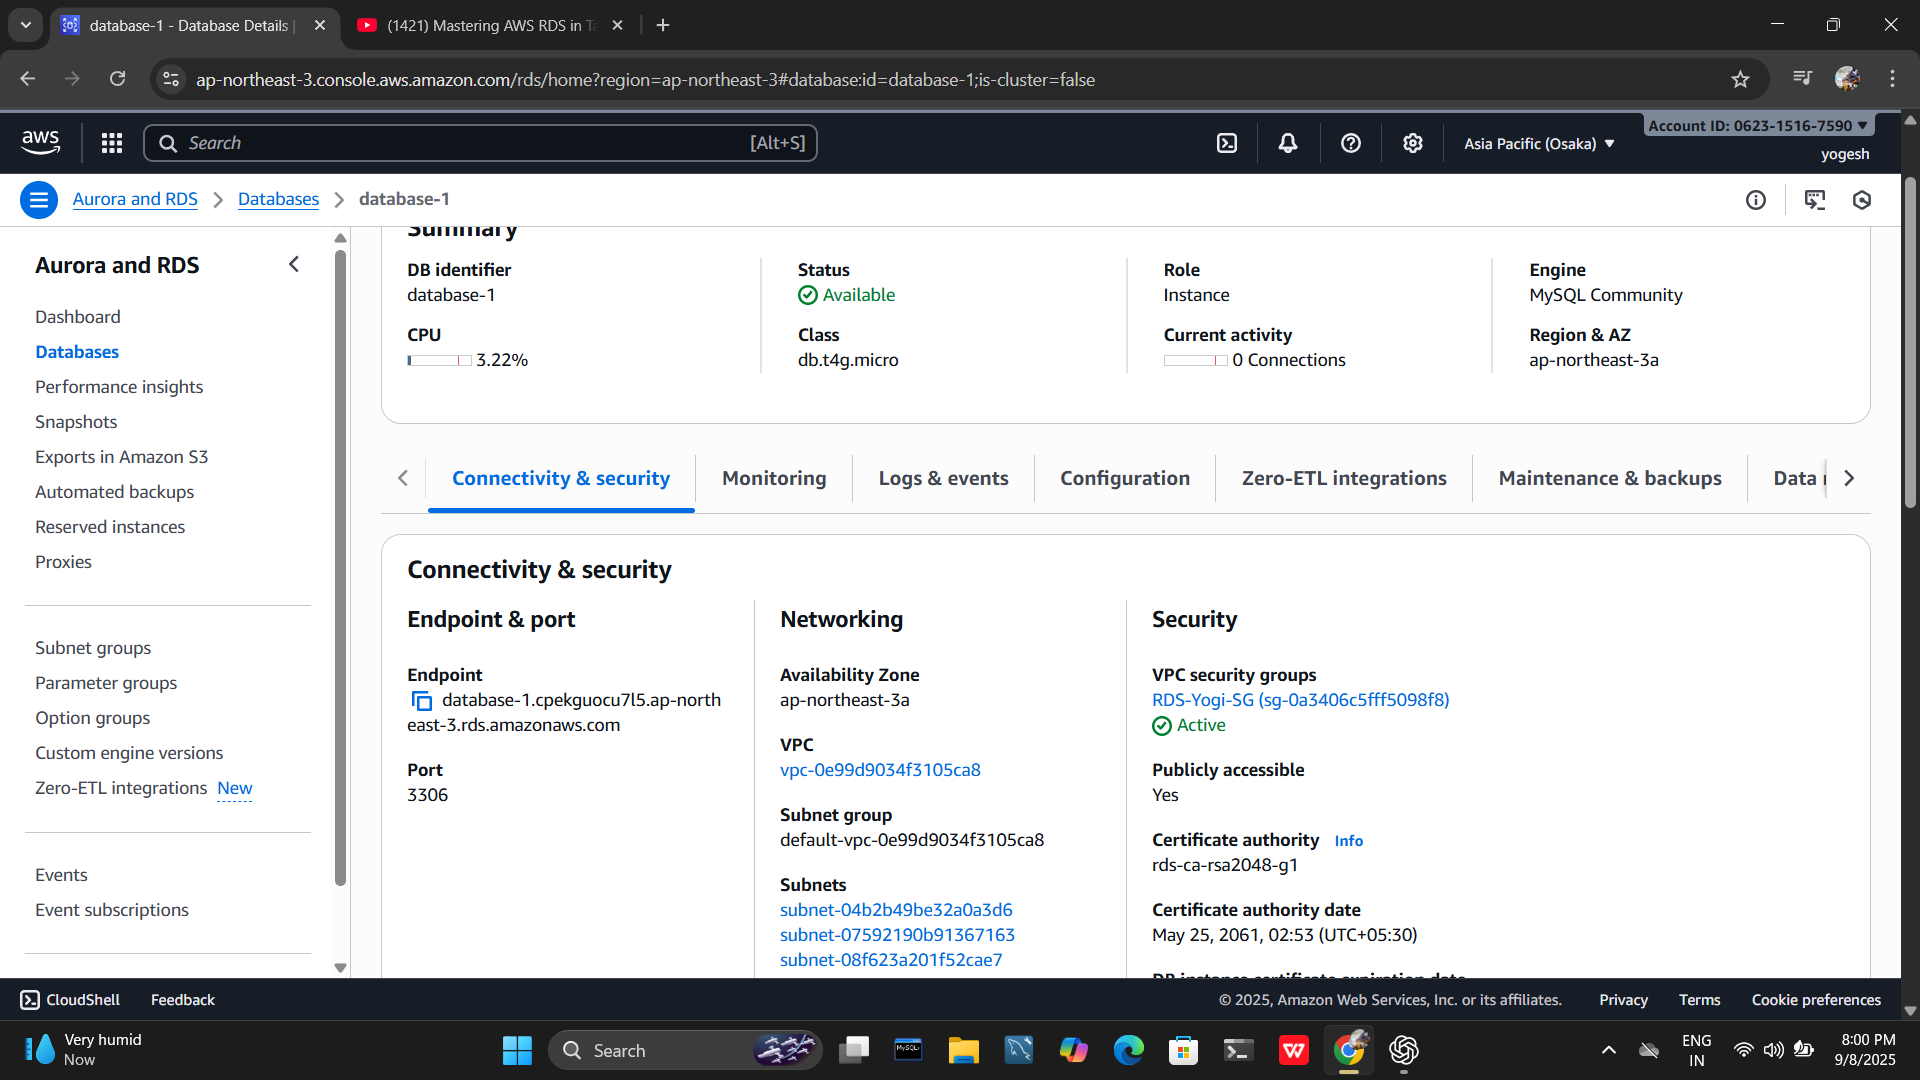 database-1 - Database Details |
(1421) Mastering AWS RDS in Ta
ap-northeast-3.console.aws.amazon.com/rds/home?region=ap-northeast-3#database:id=database-1;is-cluster=false
aws
Search
[Alt+S]
Asia Pacific (Osaka)
Account ID: 0623-1516-7590
yogesh
Aurora and RDS
Databases
database-1
Aurora and RDS
Dashboard
Databases
Performance insights
Snapshots
Exports in Amazon S3
Automated backups
Reserved instances
Proxies
Subnet groups
Parameter groups
Option groups
Custom engine versions
Zero-ETL integrations New
Events
Event subscriptions
Summary
DB identifier
database-1
CPU
3.22%
Status
Available
Class
db.t4g.micro
Role
Instance
Current activity
0 Connections
Engine
MySQL Community
Region & AZ
ap-northeast-3a
Connectivity & security
Monitoring
Logs & events
Configuration
Zero-ETL integrations
Maintenance & backups
Data
Connectivity & security
Endpoint & port
Endpoint
database-1.cpekguocu7l5.ap-north
east-3.rds.amazonaws.com
Port
3306
Networking
Availability Zone
ap-northeast-3a
VPC
vpc-0e99d9034f3105ca8
Subnet group
default-vpc-0e99d9034f3105ca8
Subnets
subnet-04b2b49be32a0a3d6
subnet-07592190b91367163
subnet-08f623a201f52cae7
Security
VPC security groups
RDS-Yogi-SG (sg-0a3406c5fff5098f8)
Active
Publicly accessible
Yes
Certificate authority Info
rds-ca-rsa2048-g1
Certificate authority date
May 25, 2061, 02:53 (UTC+05:30)
DB instance certificate expiration date
CloudShell
Feedback
© 2025, Amazon Web Services, Inc. or its affiliates.
Privacy
Terms
Cookie preferences
Very humid
Now
Search
MySQL
ENG
IN
8:00 PM
9/8/2025